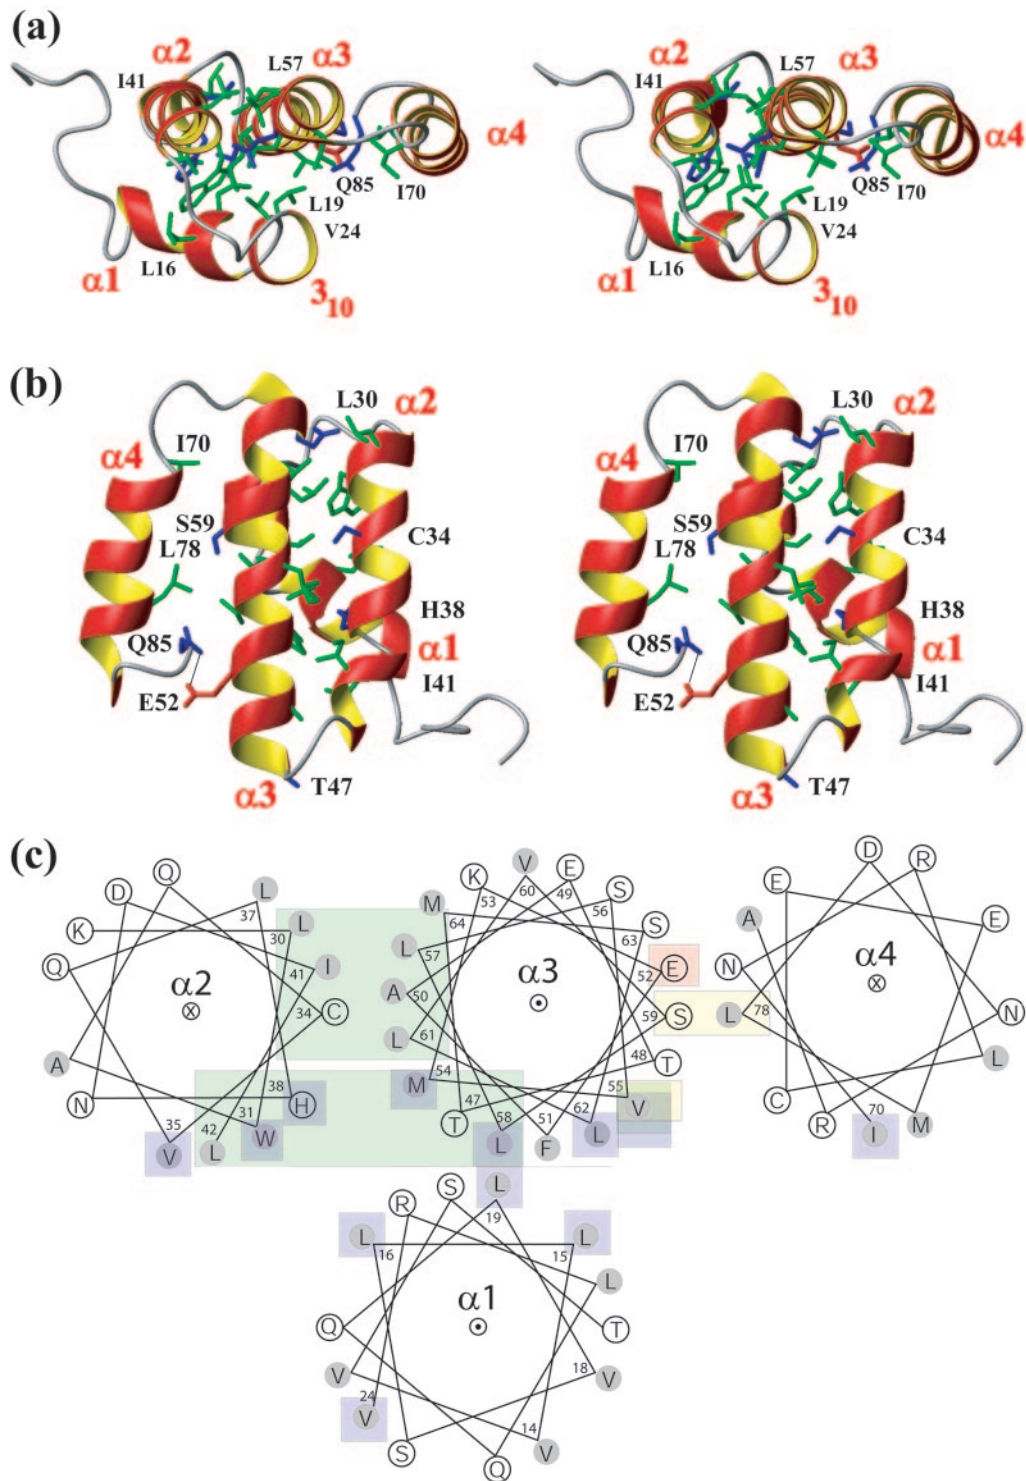 (a)
α2 L57 α3
I41
α4
Q85 I70
L19
V24
L16
α1
3₁₀
α2 L57 α3
I41
α4
Q85 I70
L19
V24
L16
α1
3₁₀
(b)
L30 α2
I70
α4
S59
L78
C34
H38
Q85
α1
E52
I41
α3 T47
L30 α2
I70
α4
S59
L78
C34
H38
Q85
α1
E52
I41
α3 T47
(c)
Q
D
L
37
K
30
L
Q
41
I
α2
34
C
A
38
N
H
31
W
35
42
V
L
V
E
K
60
49
S
53
56
M
64
63
S
L
57
α3
52
E
A
50
59
S
L
61
48
T
54
M
47
55
V
T
58
51
62
L
L
F
D
R
E
A
E
α4
N
L
78
N
L
C
70
R
M
I
L
19
S
R
L
16
15
L
α1
L
Q
T
V
18
V
24
V
14
V
S
Q